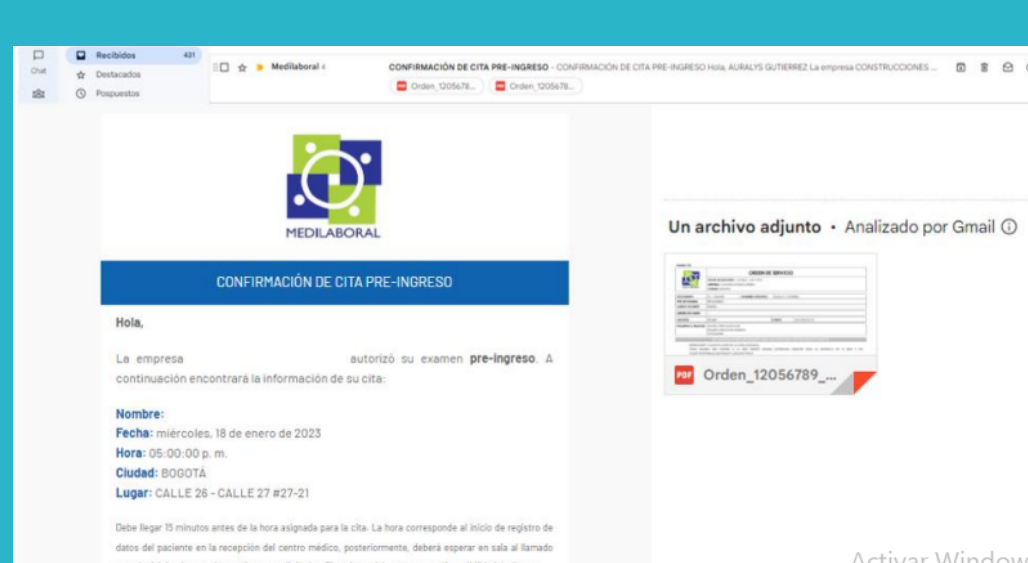 Chat
Recibidos 431
Destacados
Pospuestos
Medilaboral
CONFIRMACIÓN DE CITA PRE-INGRESO - CONFIRMACIÓN DE CITA PRE-INGRESO Hola, AURALYS GUTIERREZ La empresa CONSTRUCCIONES ...
PDF Orden_1205678... PDF Orden_1205678...
MEDILABORAL
CONFIRMACIÓN DE CITA PRE-INGRESO
Hola,
La empresa autorizó su examen pre-ingreso. A
continuación encontrará la información de su cita:
Nombre:
Fecha: miércoles, 18 de enero de 2023
Hora: 05:00:00 p. m.
Ciudad: BOGOTÁ
Lugar: CALLE 26 - CALLE 27 #27-21
Debe llegar 15 minutos antes de la hora asignada para la cita. La hora corresponde al inicio de registro de
datos del paciente en la recepción del centro médico, posteriormente, deberá esperar en sala al llamado
Un archivo adjunto • Analizado por Gmail
ORDEN DE SERVICIO
PDF Orden_12056789_...
Activar Window